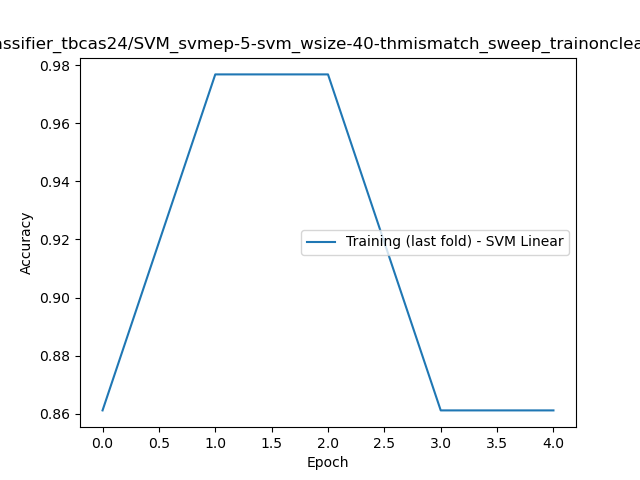 assifier_tbcas24/SVM_svmep-5-svm_wsize-40-thmismatch_sweep_trainonclea
0.98
0.96
0.94
0.92
0.90
0.88
0.86
Accuracy
Training (last fold) - SVM Linear
0.0 0.5 1.0 1.5 2.0 2.5 3.0 3.5 4.0
Epoch